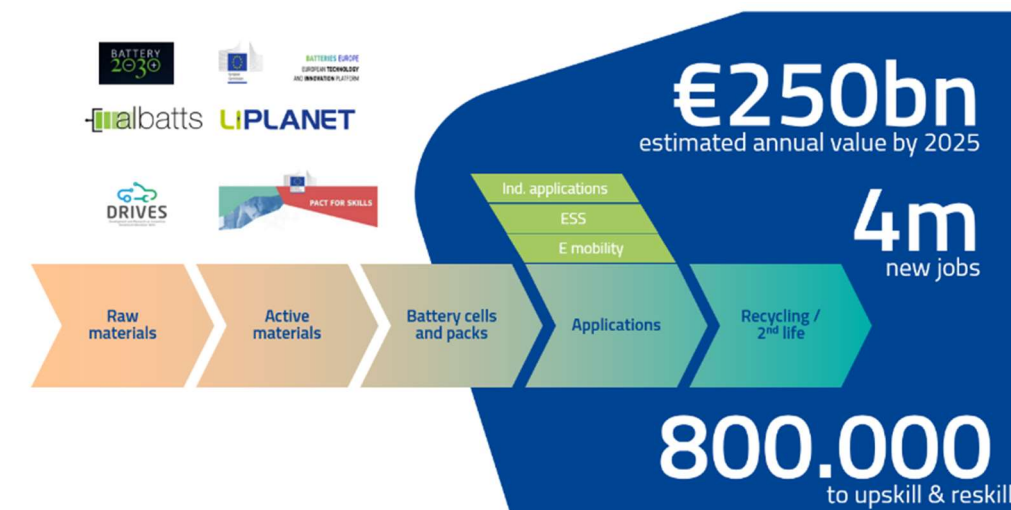 BATTERY
2030+
European
Commission
BATTERIES EUROPE
EUROPEAN TECHNOLOGY
AND INNOVATION PLATFORM
albatts
LiPLANET
DRIVES
PACT FOR SKILLS
€250bn
estimated annual value by 2025
4m
new jobs
Ind. applications
ESS
E mobility
Raw
materials
Active
materials
Battery cells
and packs
Applications
Recycling /
2nd life
800.000
to upskill & reskill